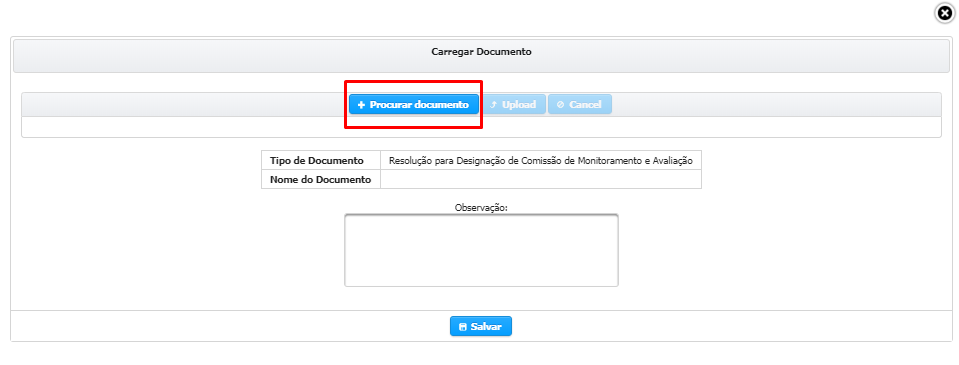 Carregar Documento
Procurar documento Upload Cancel
Tipo de Documento Resolução para Designação de Comissão de Monitoramento e Avaliação
Nome do Documento
Observação:
Salvar